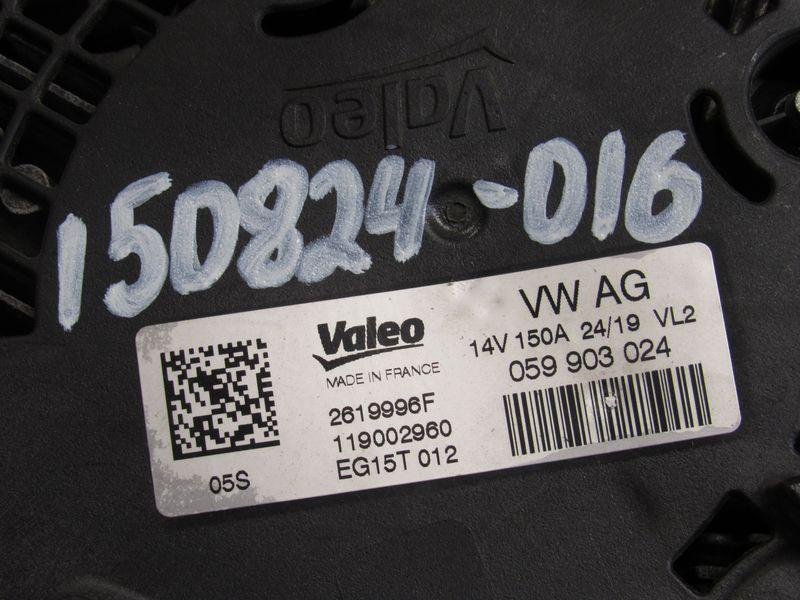 Valeo
150824-016
Valeo
MADE IN FRANCE
2619996F
119002960
EG15T 012
05S
VW AG
14V 150A 24/19 VL2
059 903 024